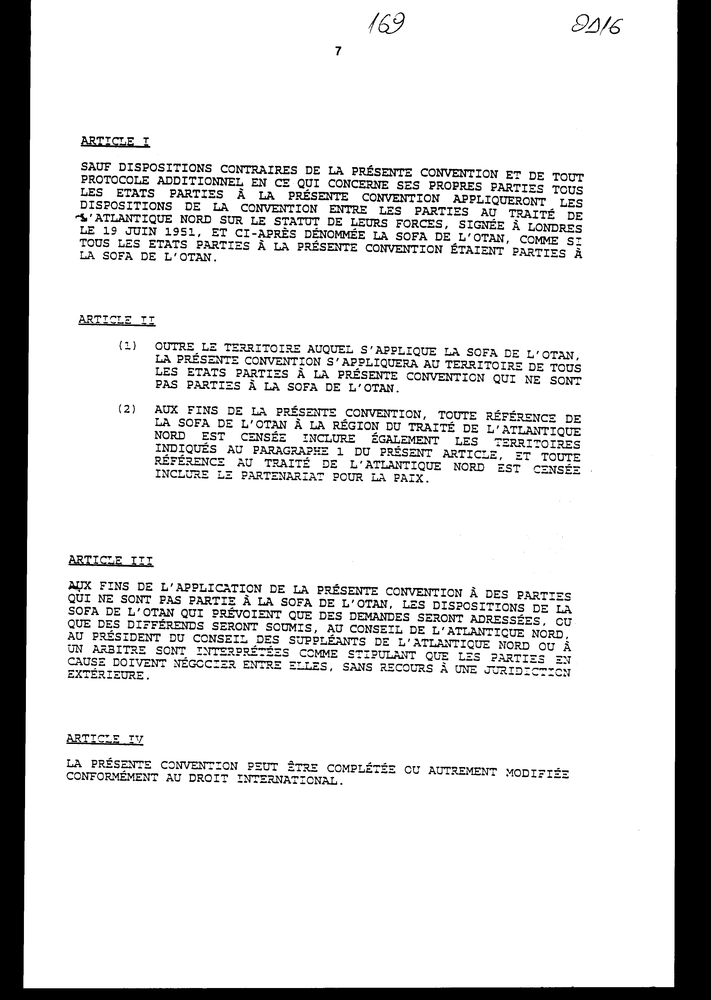 169
7
ARTICLE I
SAUF DISPOSITIONS CONTRAIRES DE LA PRÉSENTE CONVENTION ET DE TOUT
PROTOCOLE ADDITIONNEL EN CE QUI CONCERNE SES PROPRES PARTIES TOUS
LES ETATS PARTIES À LA PRÉSENTE CONVENTION APPLIQUERONT LES
DISPOSITIONS DE LA CONVENTION ENTRE LES PARTIES AU TRAITÉ DE
L'ATLANTIQUE NORD SUR LE STATUT DE LEURS FORCES, SIGNÉE À LONDRES
LE 19 JUIN 1951, ET CI-APRÈS DÉNOMMÉE LA SOFA DE L'OTAN, COMME SI
TOUS LES ETATS PARTIES À LA PRÉSENTE CONVENTION ÉTAIENT PARTIES À
LA SOFA DE L'OTAN.
ARTICLE II
(1) OUTRE LE TERRITOIRE AUQUEL S'APPLIQUE LA SOFA DE L'OTAN,
LA PRÉSENTE CONVENTION S'APPLIQUERA AU TERRITOIRE DE TOUS
LES ETATS PARTIES À LA PRÉSENTE CONVENTION QUI NE SONT
PAS PARTIES À LA SOFA DE L'OTAN.
(2) AUX FINS DE LA PRÉSENTE CONVENTION, TOUTE RÉFÉRENCE DE
LA SOFA DE L'OTAN À LA RÉGION DU TRAITÉ DE L'ATLANTIQUE
NORD EST CENSÉE INCLURE ÉGALEMENT LES TERRITOIRES
INDIQUÉS AU PARAGRAPHE 1 DU PRÉSENT ARTICLE, ET TOUTE
RÉFÉRENCE AU TRAITÉ DE L'ATLANTIQUE NORD EST CENSÉE
INCLURE LE PARTENARIAT POUR LA PAIX.
ARTICLE III
AUX FINS DE L'APPLICATION DE LA PRÉSENTE CONVENTION À DES PARTIES
QUI NE SONT PAS PARTIE À LA SOFA DE L'OTAN, LES DISPOSITIONS DE LA
SOFA DE L'OTAN QUI PRÉVOIENT QUE DES DEMANDES SERONT ADRESSÉES, OU
QUE DES DIFFÉRENDS SERONT SOUMIS, AU CONSEIL DE L'ATLANTIQUE NORD,
AU PRÉSIDENT DU CONSEIL DES SUPPLÉANTS DE L'ATLANTIQUE NORD OU À
UN ARBITRE SONT INTERPRÉTÉES COMME STIPULANT QUE LES PARTIES EN
CAUSE DOIVENT NÉGOCIER ENTRE ELLES, SANS RECOURS À UNE JURIDICTION
EXTÉRIEURE.
ARTICLE IV
LA PRÉSENTE CONVENTION PEUT ÊTRE COMPLÉTÉE OU AUTREMENT MODIFIÉE
CONFORMÉMENT AU DROIT INTERNATIONAL.